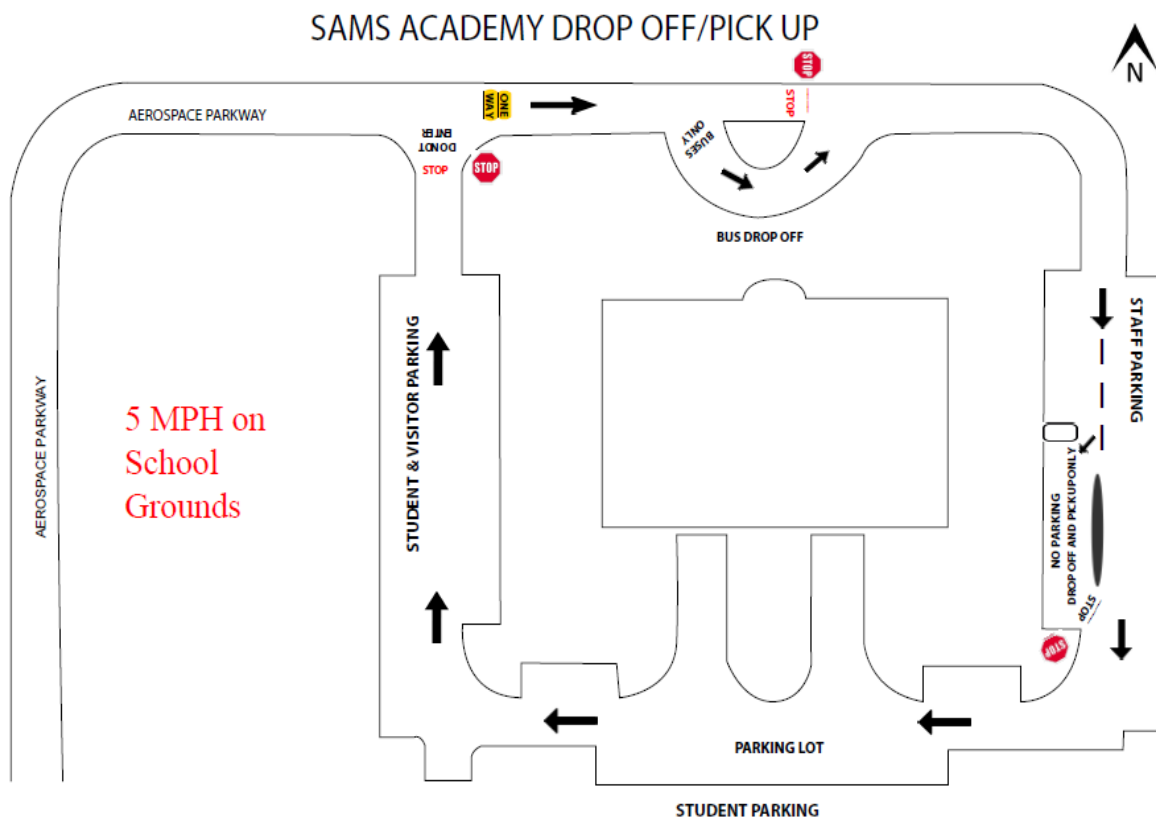 SAMS ACADEMY DROP OFF/PICK UP
N
AEROSPACE PARKWAY
ONE
WAY
STOP
STOP
DO NOT
ENTER
STOP
STOP
BUSES
ONLY
BUS DROP OFF
AEROSPACE PARKWAY
5 MPH on
School
Grounds
STUDENT & VISITOR PARKING
STAFF PARKING
NO PARKING
DROP OFF AND PICKUP ONLY
STOP
STOP
PARKING LOT
STUDENT PARKING